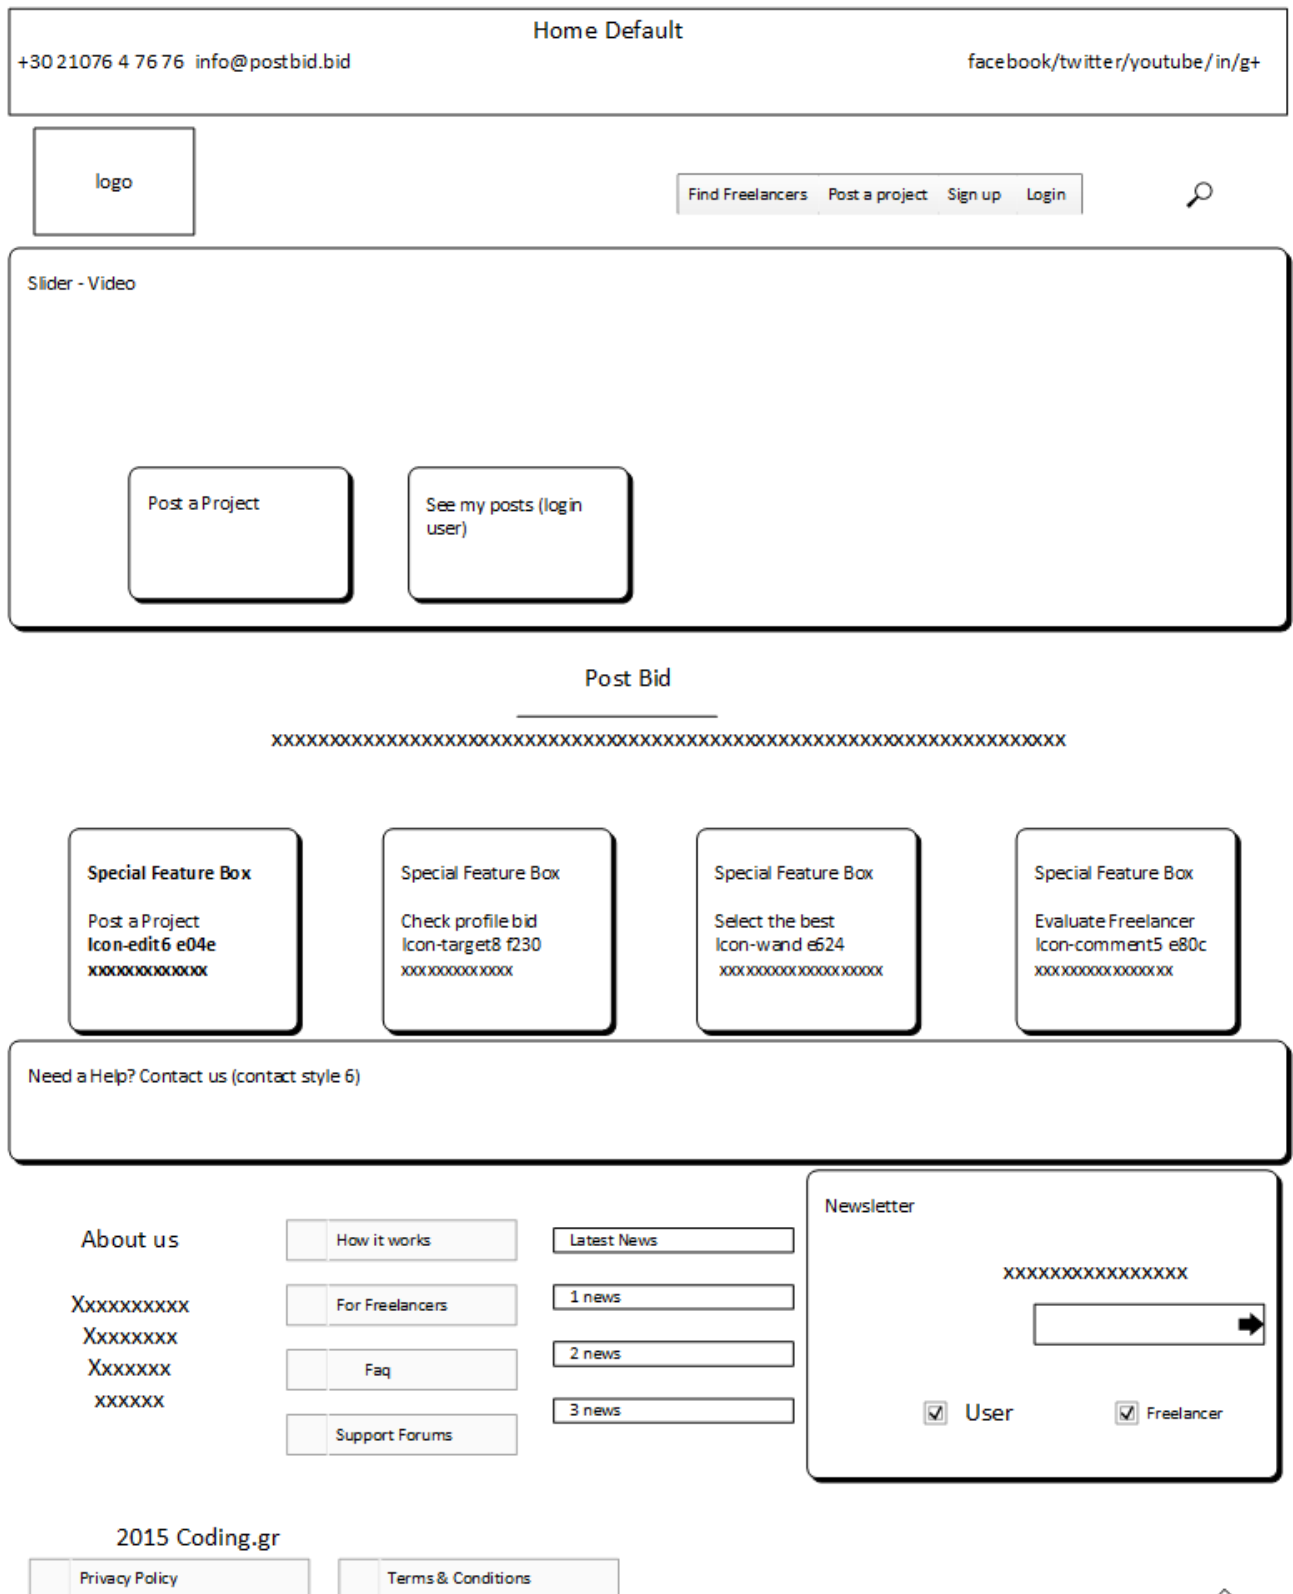 Home Default
+30 21076 4 76 76 info@postbid.bid
facebook/twitter/youtube/in/g+
logo
Find Freelancers Post a project Sign up Login
Slider - Video
Post a Project
See my posts (login
user)
Post Bid
xxxxxxxxxxxxxxxxxxxxxxxxxxxxxxxxxxxxxxxxxxxxxxxxxxxxxxxxxxxxxxxxxxxxx
Special Feature Box
Post a Project
Icon-edit6 e04e
xxxxxxxxxxxxx
Special Feature Box
Check profile bid
Icon-target8 f230
xxxxxxxxxxxxx
Special Feature Box
Select the best
Icon-wand e624
xxxxxxxxxxxxxxxxxxx
Special Feature Box
Evaluate Freelancer
Icon-comment5 e80c
xxxxxxxxxxxxxxxx
Need a Help? Contact us (contact style 6)
About us
Xxxxxxxxxx
Xxxxxxxx
Xxxxxxx
xxxxxx
How it works
For Freelancers
Faq
Support Forums
Latest News
1 news
2 news
3 news
Newsletter
xxxxxxxxxxxxxxxx
User
Freelancer
2015 Coding.gr
Privacy Policy
Terms & Conditions